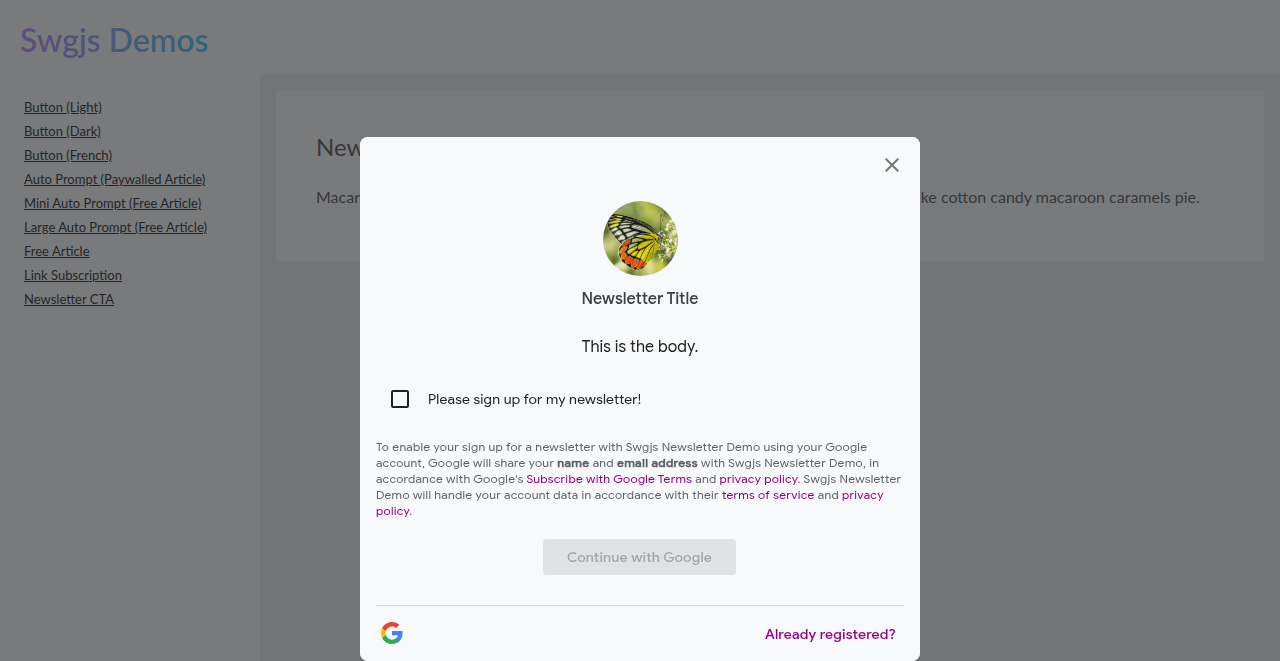 Swgjs Demos
Button (Light)
Button (Dark)
Button (French)
Auto Prompt (Paywalled Article)
Mini Auto Prompt (Free Article)
Large Auto Prompt (Free Article)
Free Article
Link Subscription
Newsletter CTA
New
Macar
ke cotton candy macaroon caramels pie.
Newsletter Title
This is the body.
Please sign up for my newsletter!
To enable your sign up for a newsletter with Swgjs Newsletter Demo using your Google
account, Google will share your name and email address with Swgjs Newsletter Demo, in
accordance with Google's Subscribe with Google Terms and privacy policy. Swgjs Newsletter
Demo will handle your account data in accordance with their terms of service and privacy
policy.
Continue with Google
Already registered?